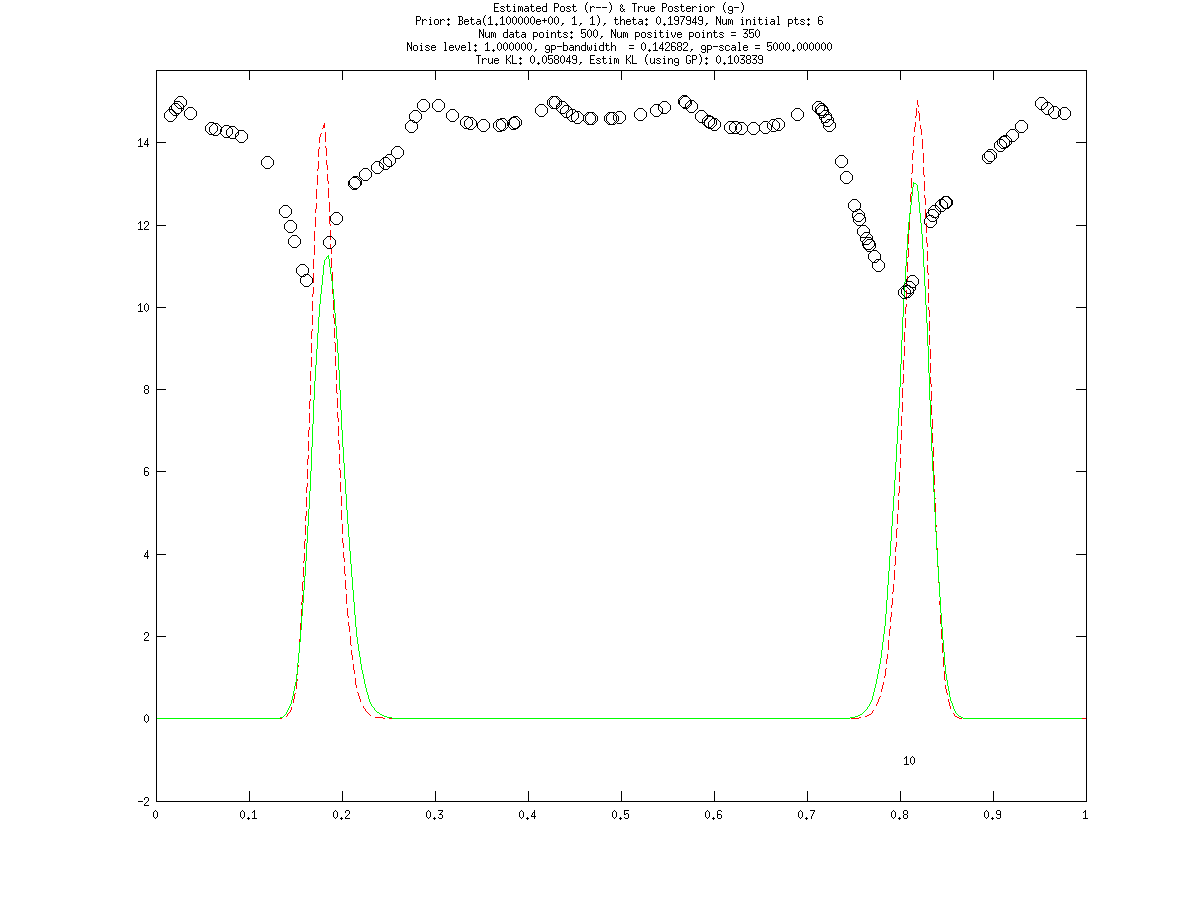 Estimated Post (r--) & True Posterior (g-)
Prior: Beta(1.100000e+00, 1, 1), theta: 0.197949, Num initial pts: 6
Num data points: 500, Num positive points = 350
Noise level: 1.000000, gp-bandwidth  = 0.142682, gp-scale = 5000.000000
True KL: 0.058049, Estim KL (using GP): 0.103839
14
12
10
8
6
4
2
0
10
-2
0 0.1 0.2 0.3 0.4 0.5 0.6 0.7 0.8 0.9 1